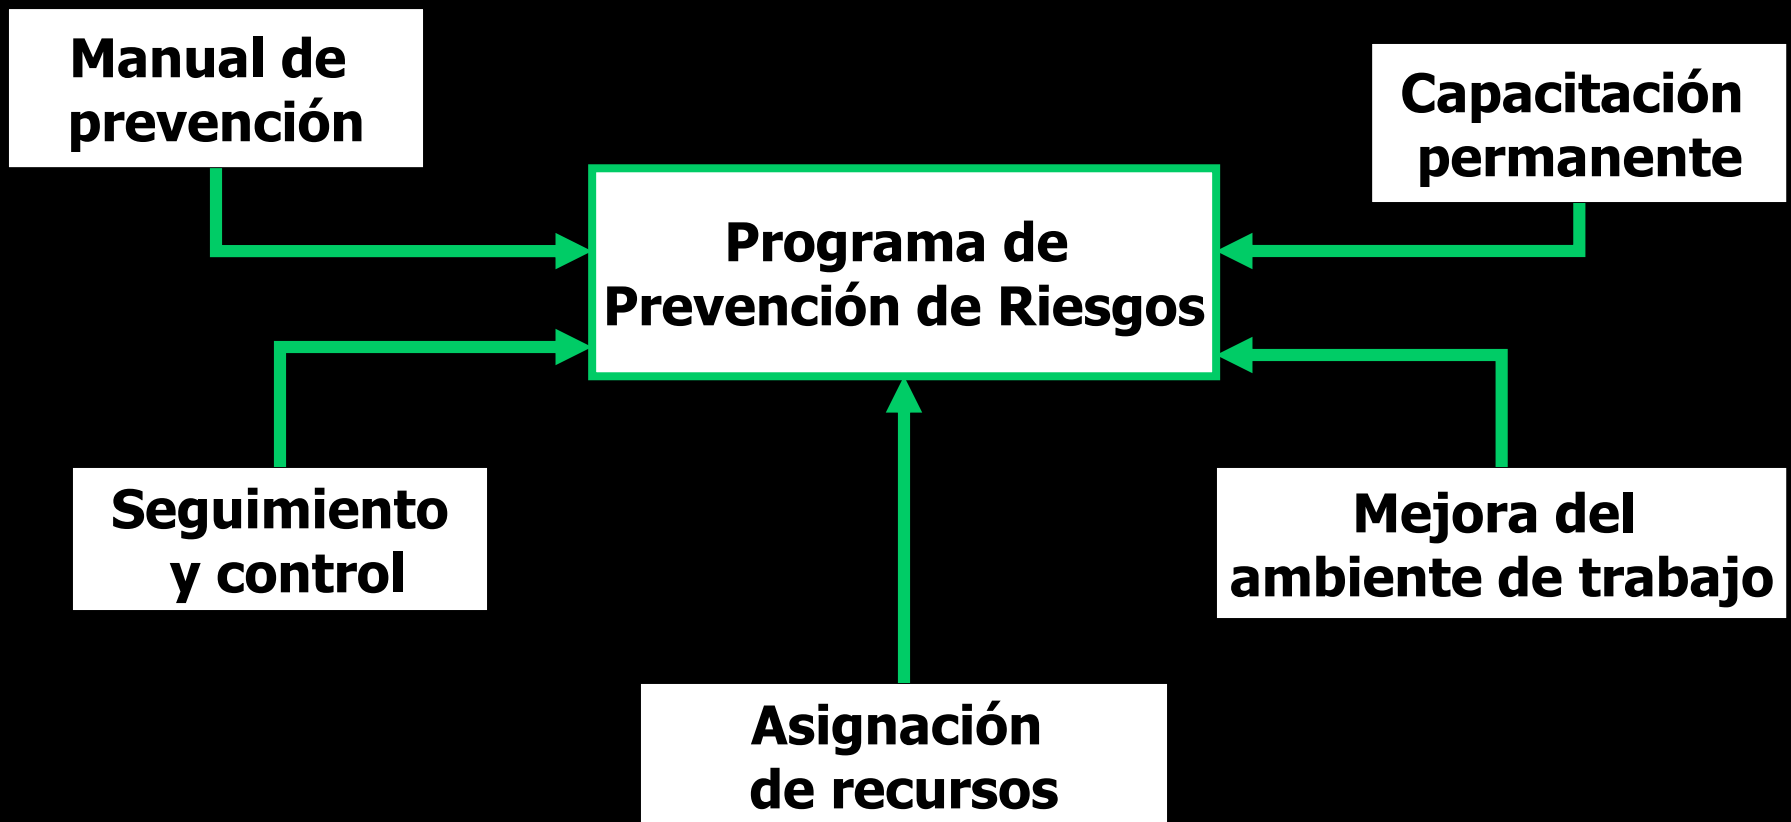 Manual de
prevención
Capacitación
permanente
Programa de
Prevención de Riesgos
Seguimiento
y control
Mejora del
ambiente de trabajo
Asignación
de recursos